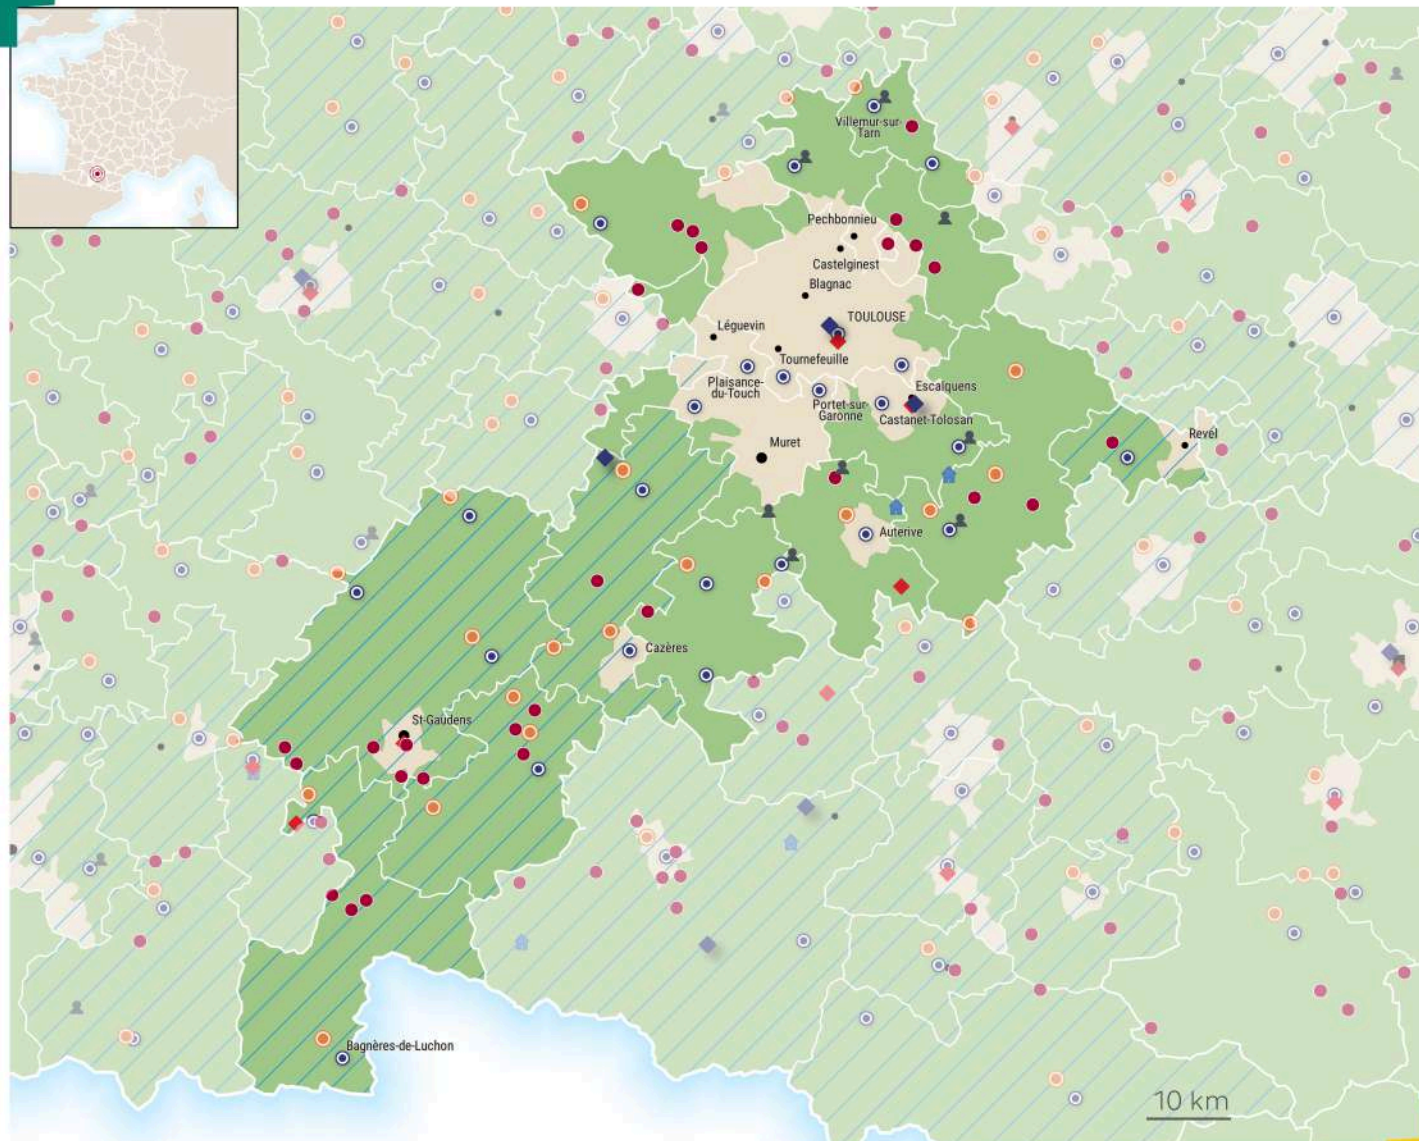 Villemur-sur-
Tarn
Pechbonnieu
Castelginest
Blagnac
TOULOUSE
Léguevin
Tournefeuille
Plaisance-
du-Touch
Escalquens
Portet-sur-
Garonne
Castanet-Tolosan
Revel
Muret
Auterive
Cazères
St-Gaudens
Bagnères-de-Luchon
10 km